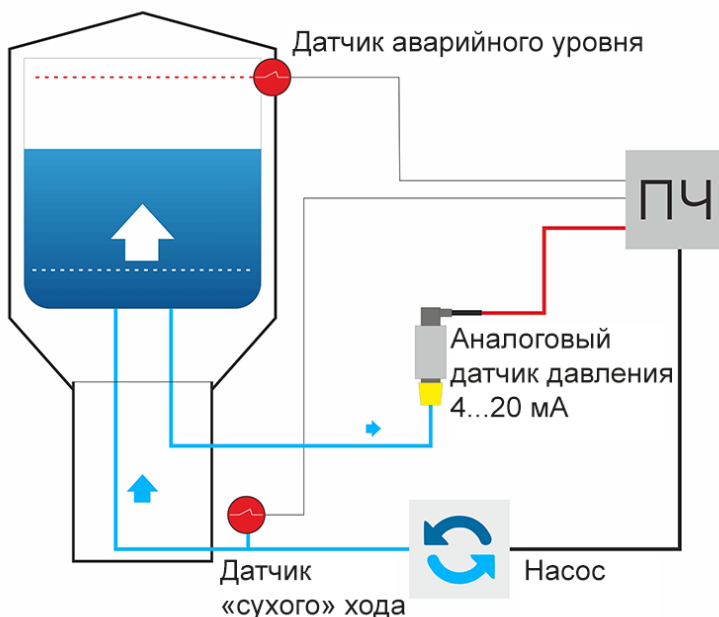 Датчик аварийного уровня
ПЧ
Аналоговый
датчик давления
4...20 мА
Датчик
«сухого» хода
Насос